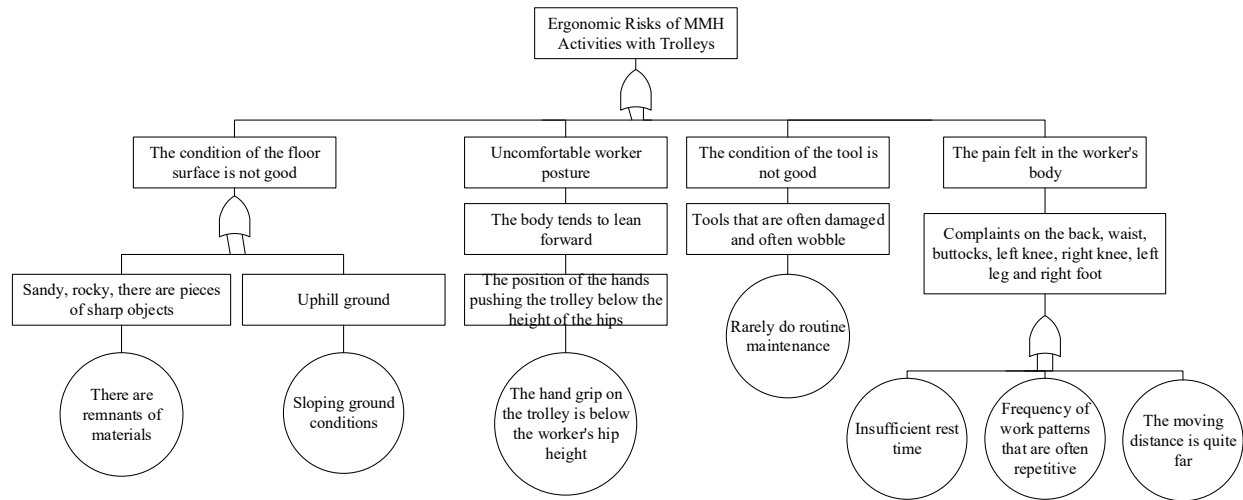 Ergonomic Risks of MMH
Activities with Trolleys
The condition of the floor
surface is not good
Uncomfortable worker
posture
The condition of the tool is
not good
The pain felt in the worker's
body
The body tends to lean
forward
Tools that are often damaged
and often wobble
Complaints on the back, waist,
buttocks, left knee, right knee, left
leg and right foot
Sandy, rocky, there are pieces
of sharp objects
Uphill ground
The position of the hands
pushing the trolley below the
height of the hips
Rarely do routine
maintenance
There are
remnants of
materials
Sloping ground
conditions
The hand grip on
the trolley is below
the worker's hip
height
Insufficient rest
time
Frequency of
work patterns
that are often
repetitive
The moving
distance is quite
far